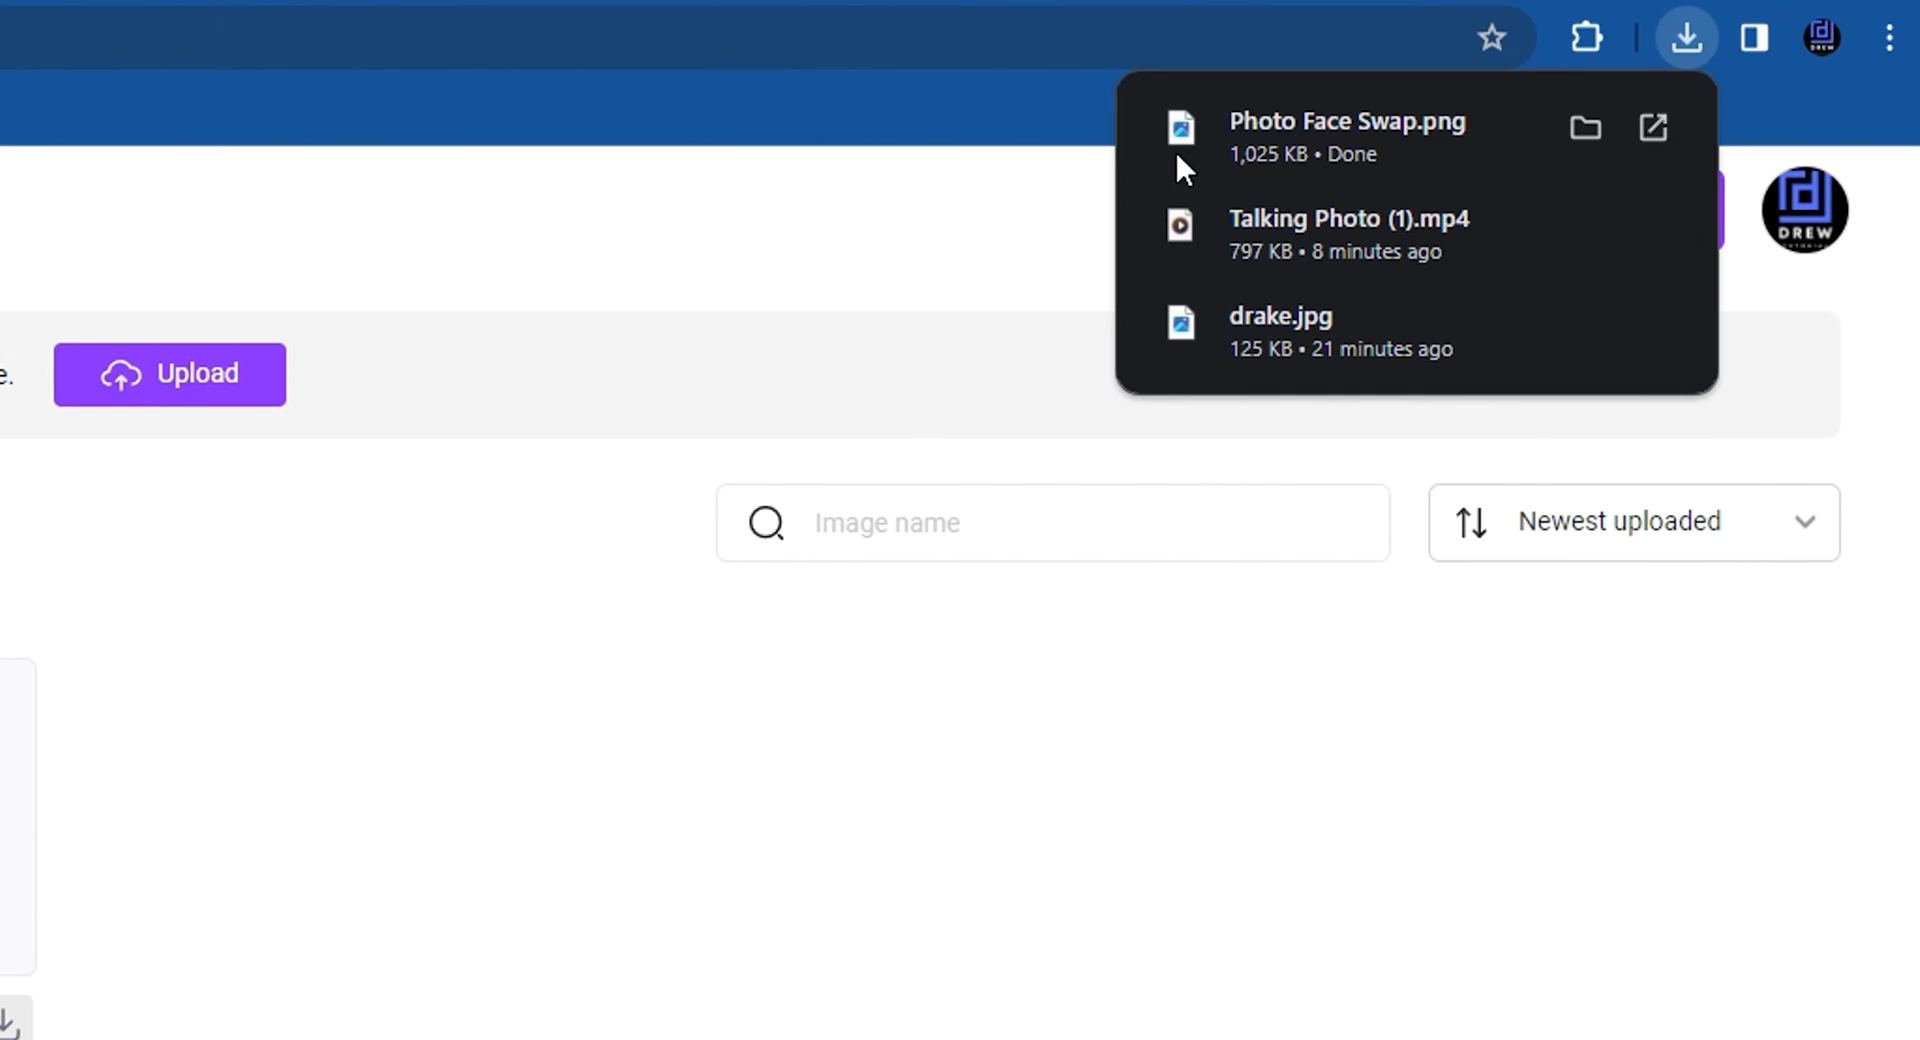 Photo Face Swap.png
1,025 KB • Done
Talking Photo (1).mp4
797 KB • 8 minutes ago
DREW
drake.jpg
125 KB • 21 minutes ago
e.
Upload
Image name
Newest uploaded